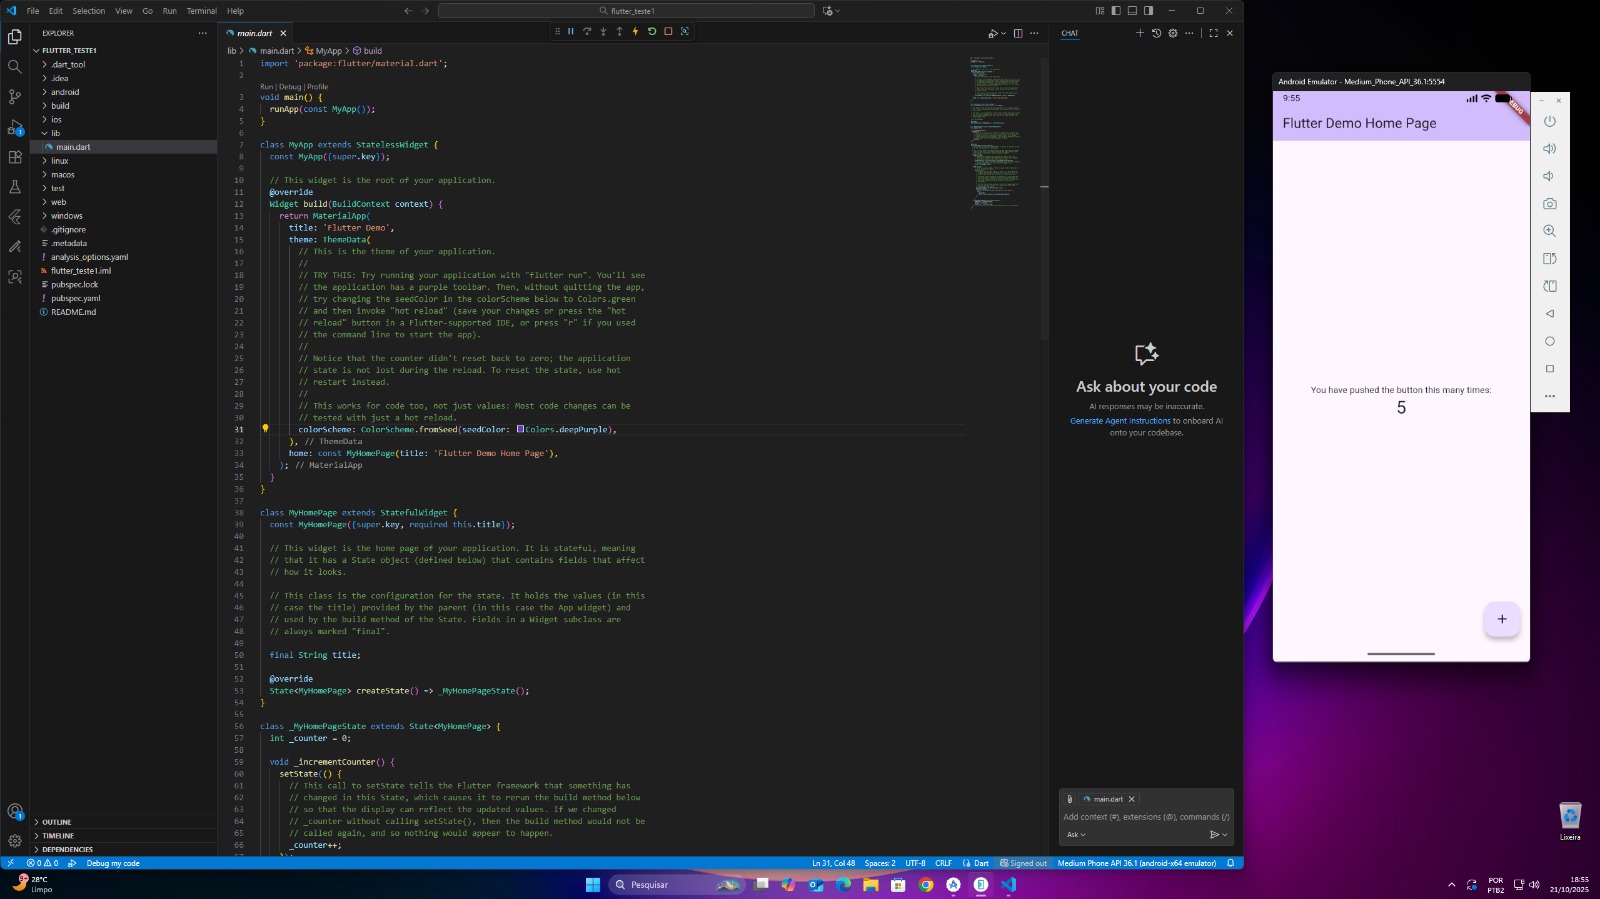 File Edit Selection View Go Run Terminal Help
flutter_teste1
EXPLORER
FLUTTER_TESTE1
.dart_tool
.idea
android
build
ios
lib
main.dart
linux
macos
test
web
windows
.gitignore
.metadata
analysis_options.yaml
flutter_teste1.iml
pubspec.lock
pubspec.yaml
README.md
OUTLINE
TIMELINE
DEPENDENCIES
main.dart
lib > main.dart > MyApp > build
1 import 'package:flutter/material.dart';
2
Run | Debug | Profile
3 void main() {
4 runApp(const MyApp());
5 }
6
7 class MyApp extends StatelessWidget {
8 const MyApp({super.key});
9
10 // This widget is the root of your application.
11 @override
12 Widget build(BuildContext context) {
13 return MaterialApp(
14 title: 'Flutter Demo',
15 theme: ThemeData(
16 // This is the theme of your application.
17 //
18 // TRY THIS: Try running your application with "flutter run". You'll see
19 // the application has a purple toolbar. Then, without quitting the app,
20 // try changing the seedColor in the colorScheme below to Colors.green
21 // and then invoke "hot reload" (save your changes or press the "hot
22 // reload" button in a Flutter-supported IDE, or press "r" if you used
23 // the command line to start the app).
24 //
25 // Notice that the counter didn't reset back to zero; the application
26 // state is not lost during the reload. To reset the state, use hot
27 // restart instead.
28 //
29 // This works for code too, not just values: Most code changes can be
30 // tested with just a hot reload.
31 colorScheme: ColorScheme.fromSeed(seedColor: Colors.deepPurple),
32 ), // ThemeData
33 home: const MyHomePage(title: 'Flutter Demo Home Page'),
34 ); // MaterialApp
35 }
36 }
37
38 class MyHomePage extends StatefulWidget {
39 const MyHomePage({super.key, required this.title});
40
41 // This widget is the home page of your application. It is stateful, meaning
42 // that it has a State object (defined below) that contains fields that affect
43 // how it looks.
44
45 // This class is the configuration for the state. It holds the values (in this
46 // case the title) provided by the parent (in this case the App widget) and
47 // used by the build method of the State. Fields in a Widget subclass are
48 // always marked "final".
49
50 final String title;
51
52 @override
53 State<MyHomePage> createState() => _MyHomePageState();
54 }
55
56 class _MyHomePageState extends State<MyHomePage> {
57 int _counter = 0;
58
59 void _incrementCounter() {
60 setState(() {
61 // This call to setState tells the Flutter framework that something has
62 // changed in this State, which causes it to rerun the build method below
63 // so that the display can reflect the updated values. If we changed
64 // _counter without calling setState(), then the build method would not be
65 // called again, and so nothing would appear to happen.
66 _counter++;
67 });
CHAT
Ask about your code
AI responses may be inaccurate.
Generate Agent Instructions to onboard AI
onto your codebase.
main.dart
Add context (#), extensions (@), commands (/)
Ask
0 0 Debug my code
Ln 31, Col 48 Spaces: 2 UTF-8 CRLF Dart Signed out Medium Phone API 36.1 (android-x64 emulator)
Android Emulator - Medium_Phone_API_36.1:5554
9:55
DEBUG
Flutter Demo Home Page
You have pushed the button this many times:
5
+
Lixeira
28°C
Limpo
Pesquisar
POR
PTB2
18:55
21/10/2025